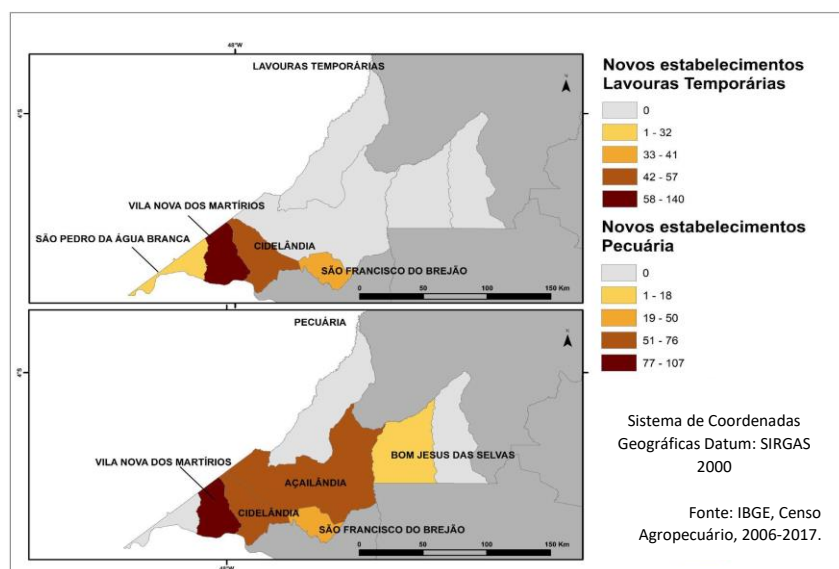 48°W
LAVOURAS TEMPORÁRIAS
N
4°S
VILA NOVA DOS MARTÍRIOS
SÃO PEDRO DA ÁGUA BRANCA
CIDELÂNDIA
SÃO FRANCISCO DO BREJÃO
0 50 100 150 Km
PECUÁRIA
N
4°S
VILA NOVA DOS MARTÍRIOS
BOM JESUS DAS SELVAS
AÇAILÂNDIA
CIDELÂNDIA
SÃO FRANCISCO DO BREJÃO
0 50 100 150 Km
48°W
Novos estabelecimentos
Lavouras Temporárias
0
1 - 32
33 - 41
42 - 57
58 - 140
Novos estabelecimentos
Pecuária
0
1 - 18
19 - 50
51 - 76
77 - 107
Sistema de Coordenadas
Geográficas Datum: SIRGAS
2000
Fonte: IBGE, Censo
Agropecuário, 2006-2017.